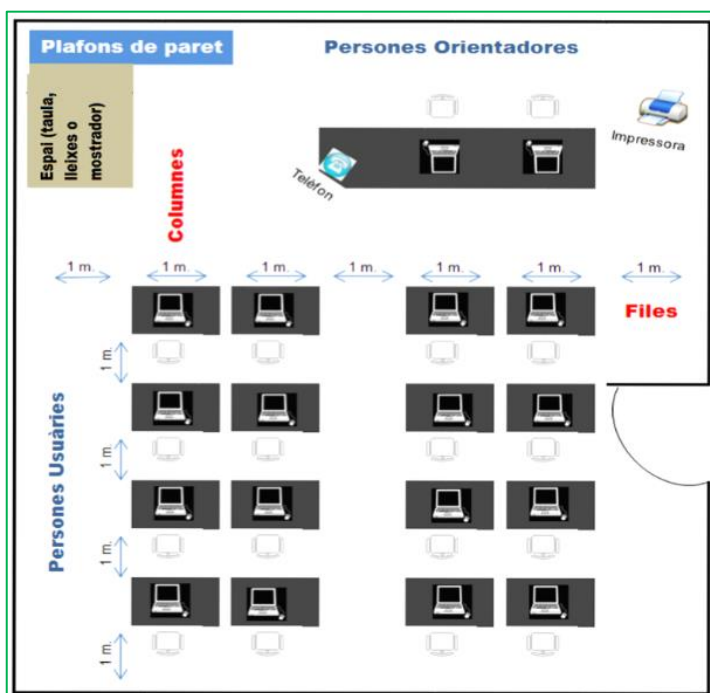 Plafons de paret
Persones Orientadores
Espai (taula,
lleixes o
mostrador)
Columnes
Telèfon
Impressora
1 m.
1 m.
1 m.
1 m.
1 m.
1 m.
1 m.
Files
Persones Usuàries
1 m.
1 m.
1 m.
1 m.